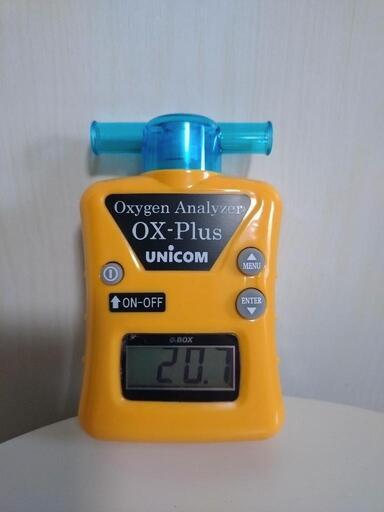 Oxygen Analyzer
OX-Plus
UNICOM
MENU
ENTER
ON-OFF
O-BOX
20.7